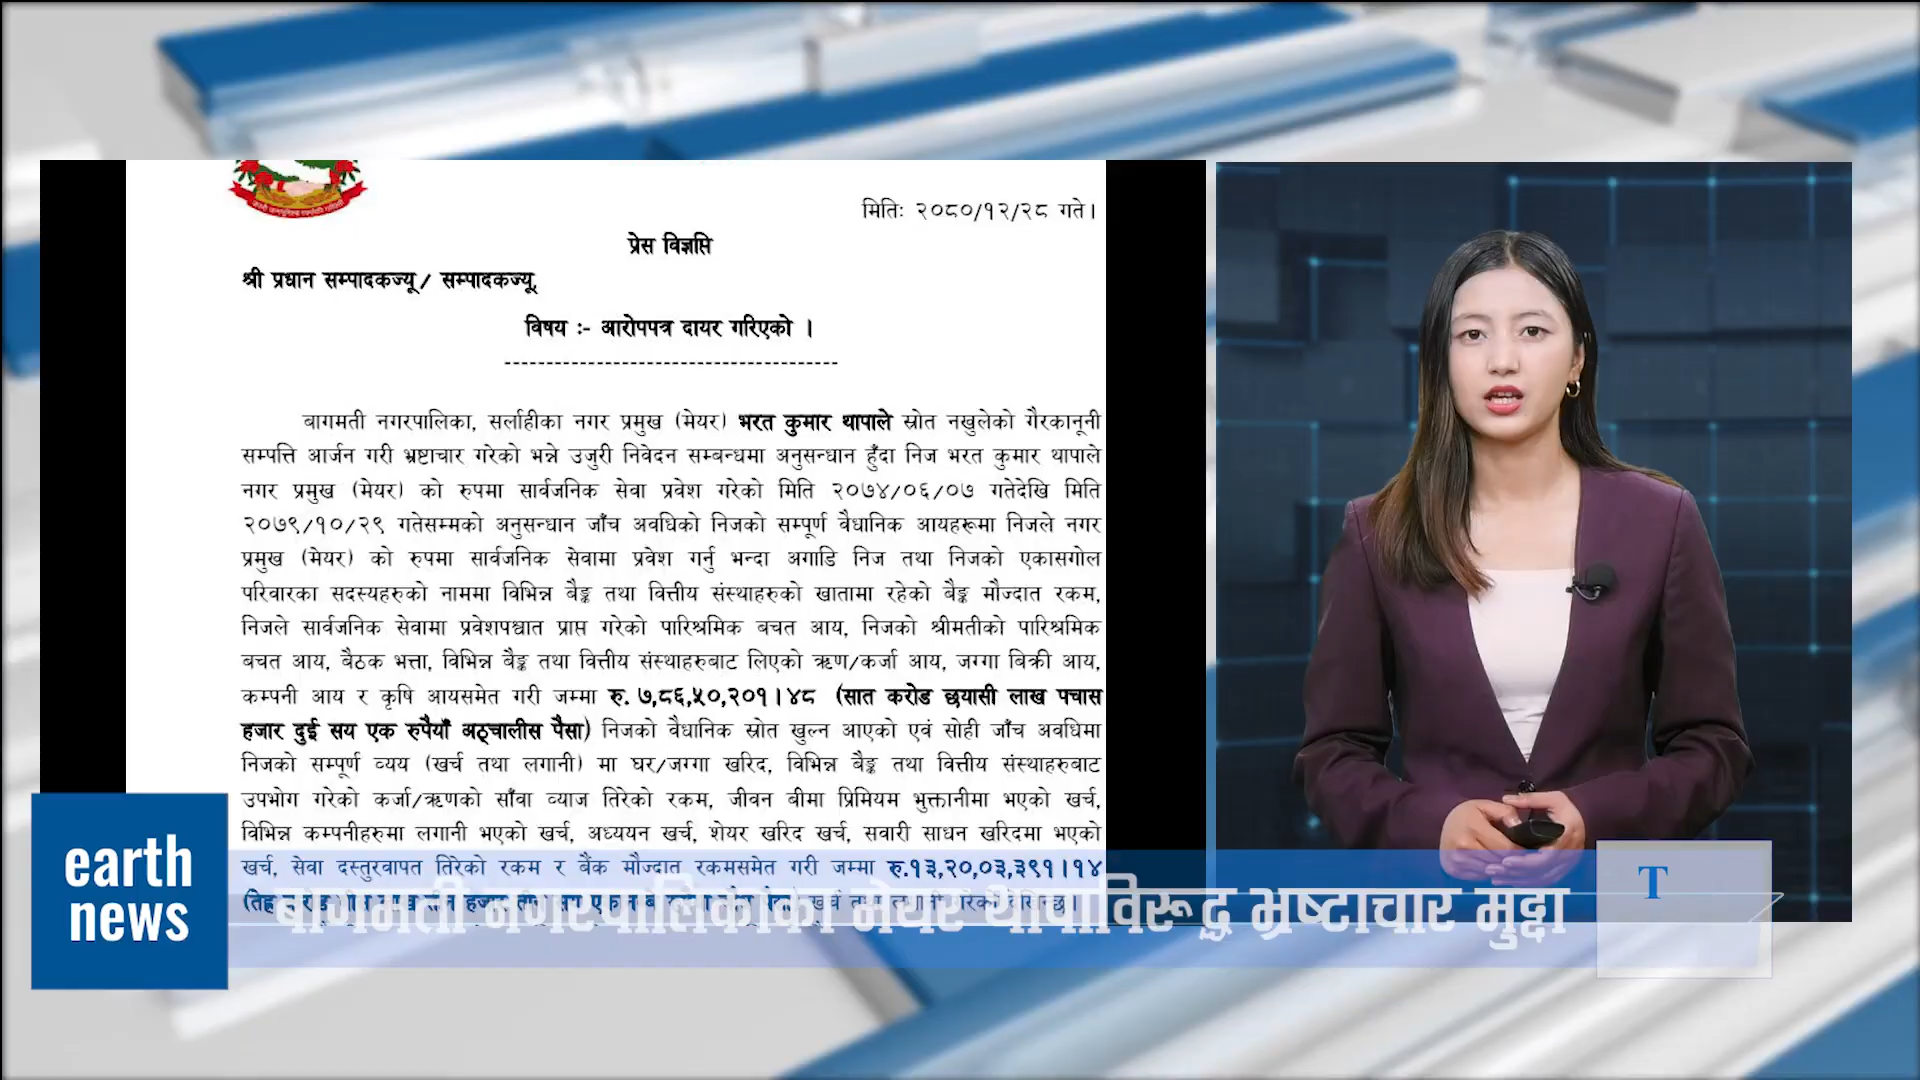 मितिः २०८०/१२/२८ गते।
प्रेस विज्ञप्ति
श्री प्रधान सम्पादकज्यू/ सम्पादकज्यू,
विषय :- आरोपपत्र दायर गरिएको ।
----------------------------------------
बागमती नगरपालिका, सर्लाहीका नगर प्रमुख (मेयर) भरत कुमार थापाले स्रोत नखुलेको गैरकानूनी
सम्पत्ति आर्जन गरी भ्रष्टाचार गरेको भन्ने उजुरी निवेदन सम्बन्धमा अनुसन्धान हुँदा निज भरत कुमार थापाले
नगर प्रमुख (मेयर) को रुपमा सार्वजनिक सेवा प्रवेश गरेको मिति २०७४/०६/०७ गतेदेखि मिति
२०७९/१०/२९ गतेसम्मको अनुसन्धान जाँच अवधिको निजको सम्पूर्ण वैधानिक आयहरूमा निजले नगर
प्रमुख (मेयर) को रुपमा सार्वजनिक सेवामा प्रवेश गर्नु भन्दा अगाडि निज तथा निजको एकासगोल
परिवारका सदस्यहरुको नाममा विभिन्न बैङ्क तथा वित्तीय संस्थाहरुको खातामा रहेको बैङ्क मौज्दात रकम,
निजले सार्वजनिक सेवामा प्रवेशपश्चात प्राप्त गरेको पारिश्रमिक बचत आय, निजको श्रीमतीको पारिश्रमिक
बचत आय, बैठक भत्ता, विभिन्न बैङ्क तथा वित्तीय संस्थाहरुबाट लिएको ऋण/कर्जा आय, जग्गा बिक्री आय,
कम्पनी आय र कृषि आयसमेत गरी जम्मा रु. ७,८६,५०,२०१।४८ (सात करोड छयासी लाख पचास
हजार दुई सय एक रुपैयाँ अठ्चालीस पैसा) निजको वैधानिक स्रोत खुल्न आएको एवं सोही जाँच अवधिमा
निजको सम्पूर्ण व्यय (खर्च तथा लगानी) मा घर/जग्गा खरिद, विभिन्न बैङ्क तथा वित्तीय संस्थाहरुबाट
उपभोग गरेको कर्जा/ऋणको साँवा ब्याज तिरेको रकम, जीवन बीमा प्रिमियम भुक्तानीमा भएको खर्च,
विभिन्न कम्पनीहरुमा लगानी भएको खर्च, अध्ययन खर्च, शेयर खरिद खर्च, सवारी साधन खरिदमा भएको
खर्च, सेवा दस्तुरवापत तिरेको रकम र बैंक मौज्दात रकमसमेत गरी जम्मा रु.१३,२०,०३,३९१।१४
बागमती नगरपालिकाका मेयर थापाविरूद्ध भ्रष्टाचार मुद्दा
earth
news
T